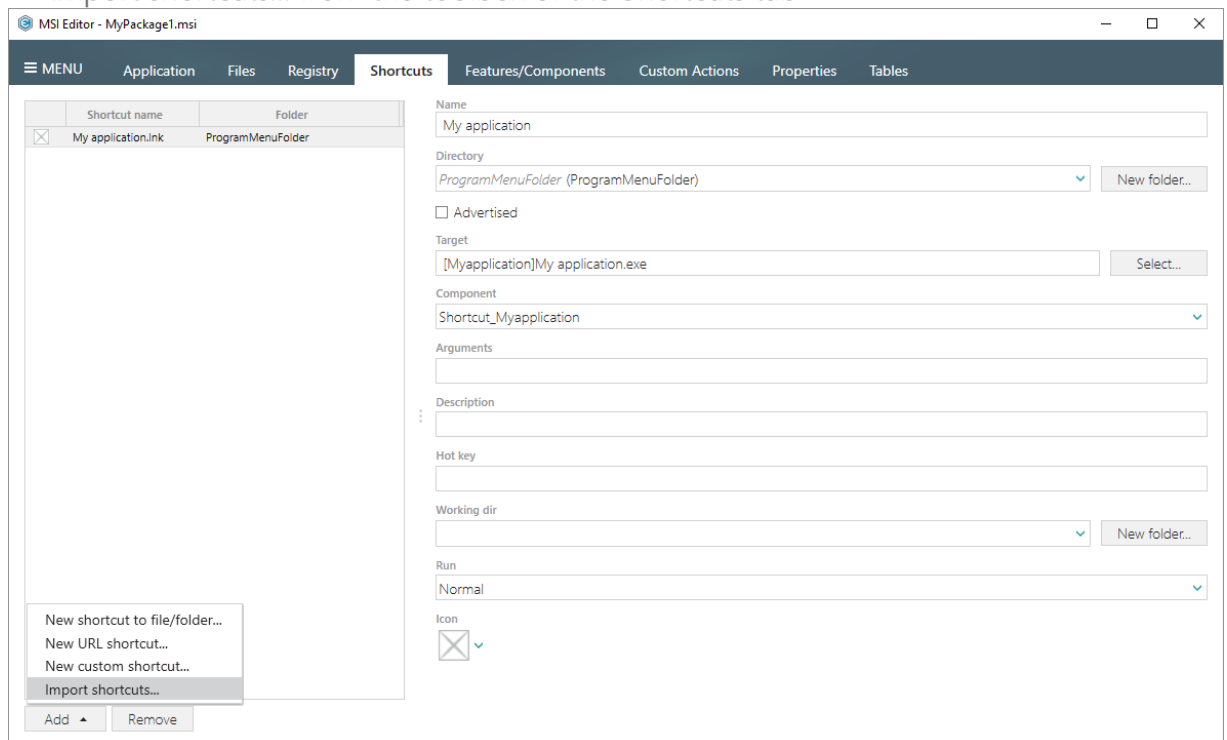 MSI Editor - MyPackage1.msi
MENU Application Files Registry Shortcuts Features/Components Custom Actions Properties Tables
Shortcut name Folder
My application.lnk ProgramMenuFolder
Name
My application
Directory
ProgramMenuFolder (ProgramMenuFolder)
New folder...
Advertised
Target
[Myapplication]My application.exe
Select...
Component
Shortcut_Myapplication
Arguments
Description
Hot key
Working dir
New folder...
Run
Normal
Icon
New shortcut to file/folder...
New URL shortcut...
New custom shortcut...
Import shortcuts...
Add Remove